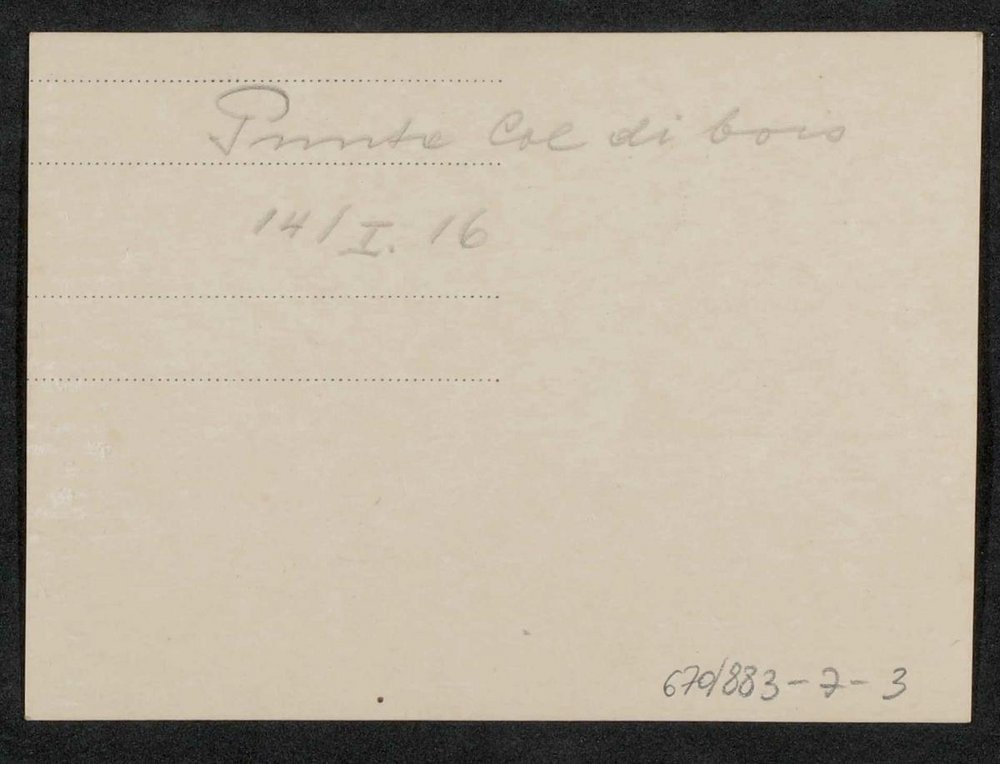 Punta Col di bois
14/I. 16
670/883-7-3